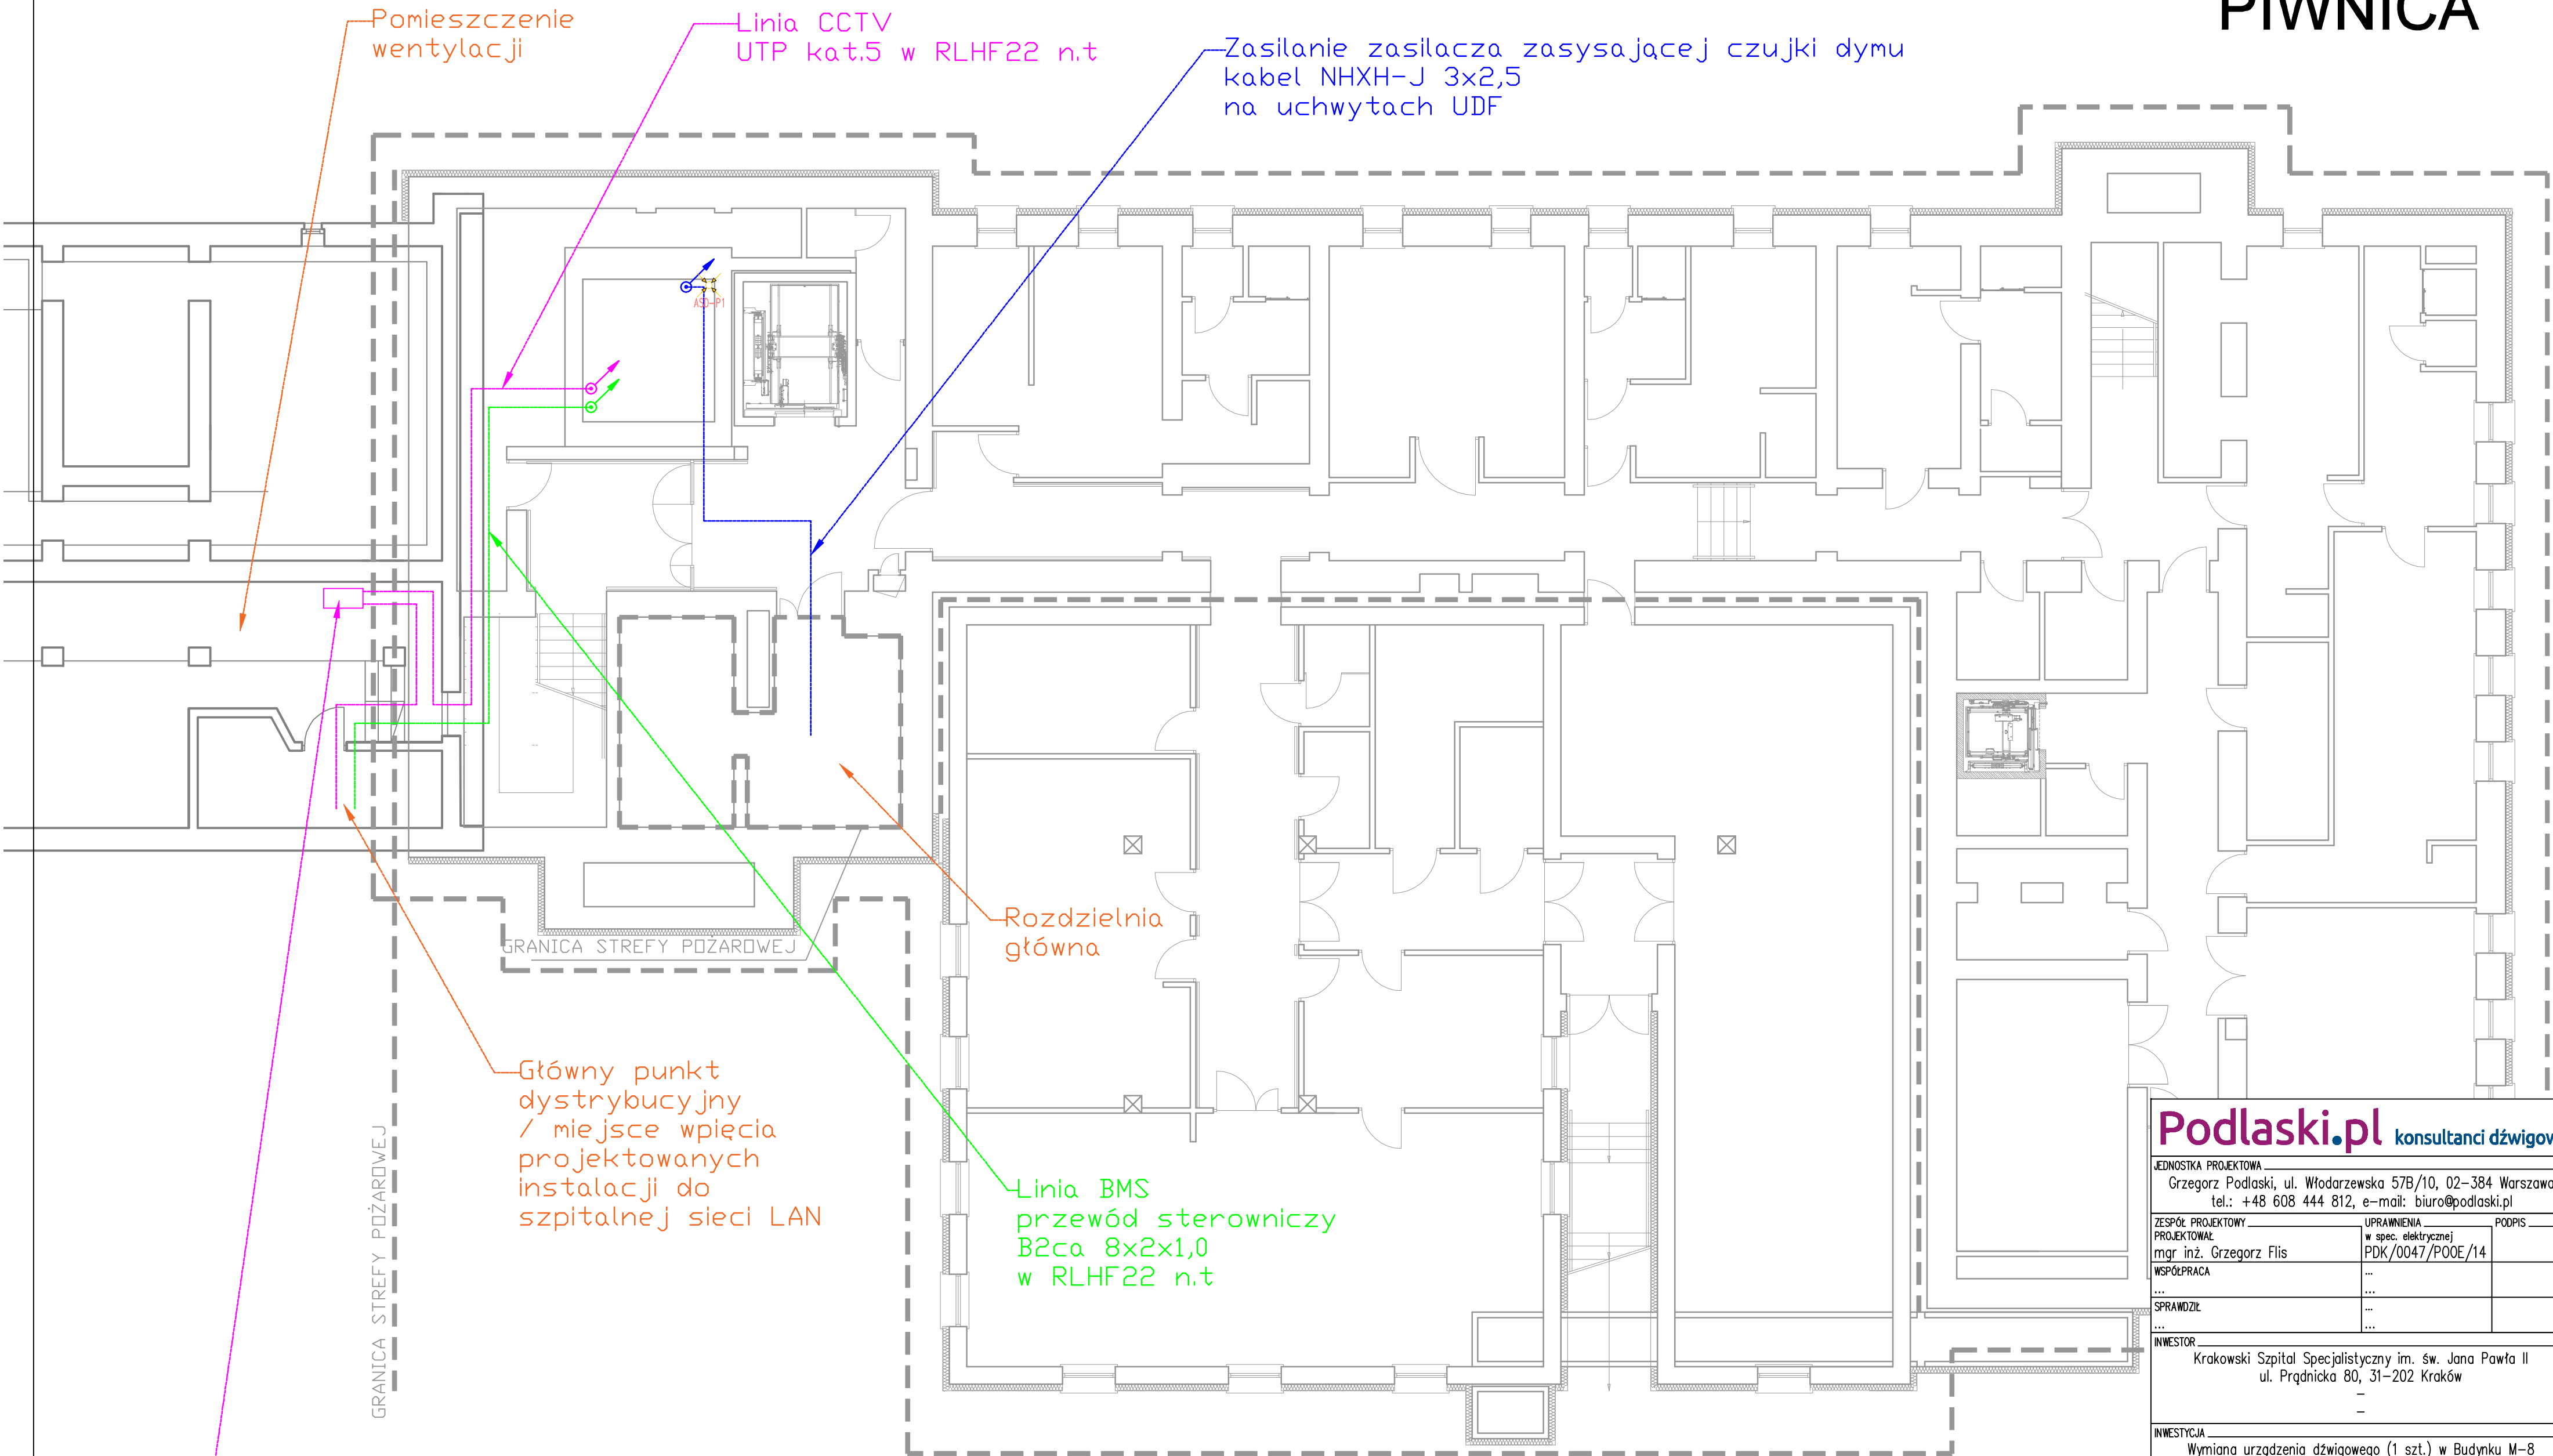 PIWNICA
Pomieszczenie
wentylacji
Linia CCTV
UTP kat.5 w RLHF22 n.t
Zasilanie zasilacza zasysającej czujki dymu
kabel NHXH-J 3x2,5
na uchwytach UDF
ASD-P1
Rozdzielnia
główna
GRANICA STREFY POŻAROWEJ
Główny punkt
dystrybucyjny
/ miejsce wpięcia
projektowanych
instalacji do
szpitalnej sieci LAN
GRANICA STREFY POŻAROWEJ
Linia BMS
przewód sterowniczy
B2ca 8x2x1,0
w RLHF22 n.t
Podlaski.pl konsultanci dźwigow
JEDNOSTKA PROJEKTOWA
Grzegorz Podlaski, ul. Włodarzewska 57B/10, 02-384 Warszawa
tel.: +48 608 444 812, e-mail: biuro@podlaski.pl
ZESPÓŁ PROJEKTOWY UPRAWNIENIA PODPIS
PROJEKTOWAŁ w spec. elektrycznej
mgr inż. Grzegorz Flis PDK/0047/POOE/14
WSPÓŁPRACA ...
... ...
SPRAWDZIŁ ...
... ...
INWESTOR
Krakowski Szpital Specjalistyczny im. św. Jana Pawła II
ul. Prądnicka 80, 31-202 Kraków
–
–
INWESTYCJA
Wymiana urządzenia dźwigowego (1 szt.) w Budynku M-8